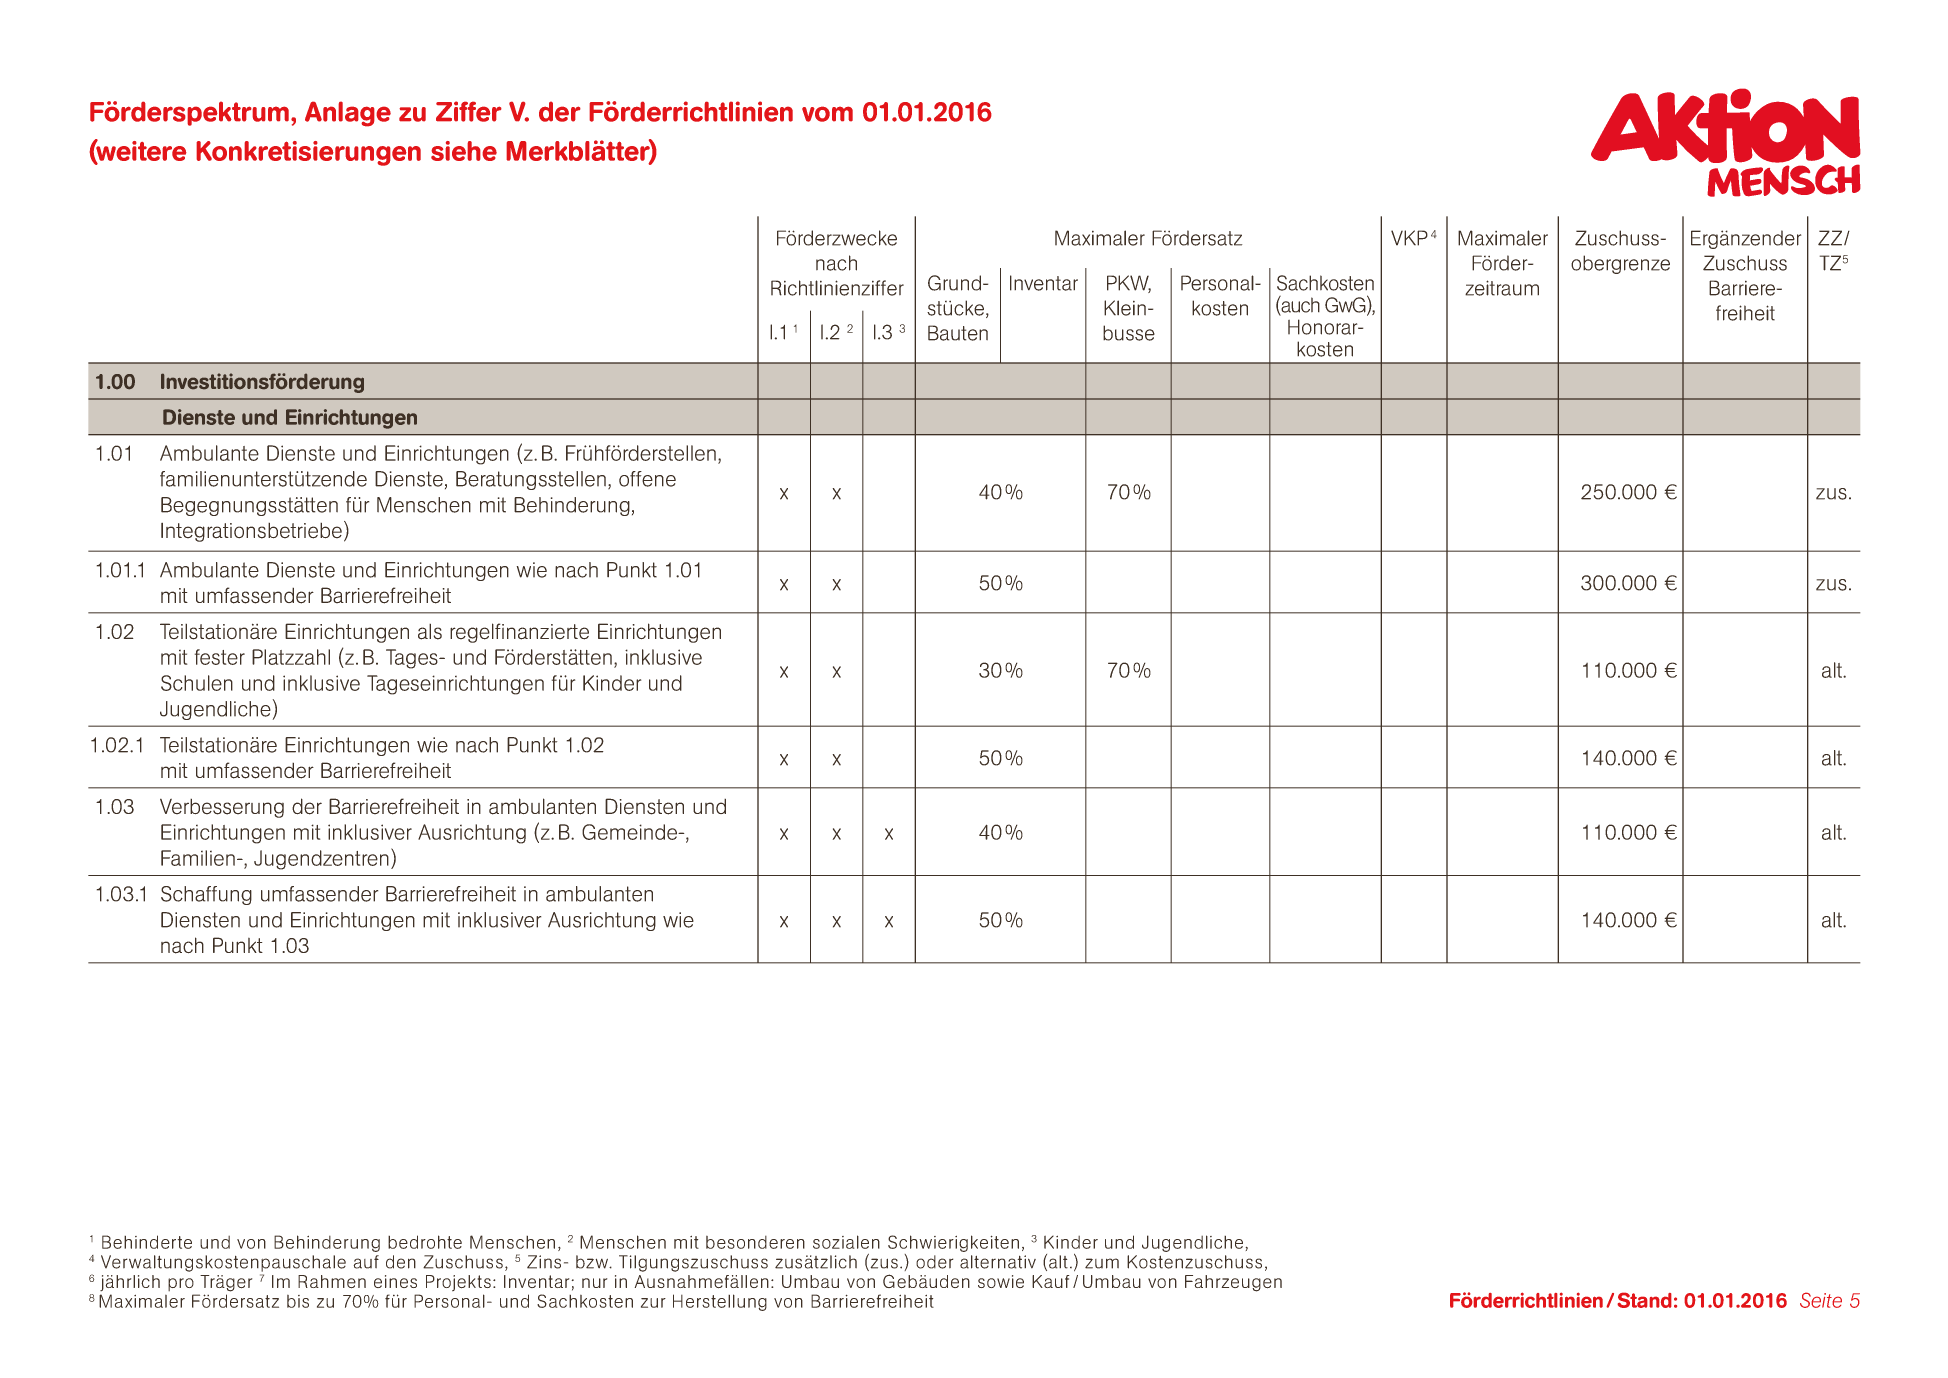 Förderspektrum, Anlage zu Ziffer V. der Förderrichtlinien vom 01.01.2016
(weitere Konkretisierungen siehe Merkblätter)
AKTION
MENSCH
Förderzwecke
nach
Richtlinienziffer
I.1 ¹ I.2 ² I.3 ³
Maximaler Fördersatz
Grund-
stücke,
Bauten
Inventar
PKW,
Klein-
busse
Personal-
kosten
Sachkosten
(auch GwG),
Honorar-
kosten
VKP ⁴
Maximaler
Förder-
zeitraum
Zuschuss-
obergrenze
Ergänzender
Zuschuss
Barriere-
freiheit
ZZ/
TZ⁵
1.00 Investitionsförderung
Dienste und Einrichtungen
1.01 Ambulante Dienste und Einrichtungen (z.B. Frühförderstellen,
familienunterstützende Dienste, Beratungsstellen, offene
Begegnungsstätten für Menschen mit Behinderung,
Integrationsbetriebe)
x x 40% 70% 250.000 € zus.
1.01.1 Ambulante Dienste und Einrichtungen wie nach Punkt 1.01
mit umfassender Barrierefreiheit
x x 50% 300.000 € zus.
1.02 Teilstationäre Einrichtungen als regelfinanzierte Einrichtungen
mit fester Platzzahl (z.B. Tages- und Förderstätten, inklusive
Schulen und inklusive Tageseinrichtungen für Kinder und
Jugendliche)
x x 30% 70% 110.000 € alt.
1.02.1 Teilstationäre Einrichtungen wie nach Punkt 1.02
mit umfassender Barrierefreiheit
x x 50% 140.000 € alt.
1.03 Verbesserung der Barrierefreiheit in ambulanten Diensten und
Einrichtungen mit inklusiver Ausrichtung (z.B. Gemeinde-,
Familien-, Jugendzentren)
x x x 40% 110.000 € alt.
1.03.1 Schaffung umfassender Barrierefreiheit in ambulanten
Diensten und Einrichtungen mit inklusiver Ausrichtung wie
nach Punkt 1.03
x x x 50% 140.000 € alt.
¹ Behinderte und von Behinderung bedrohte Menschen, ² Menschen mit besonderen sozialen Schwierigkeiten, ³ Kinder und Jugendliche,
⁴ Verwaltungskostenpauschale auf den Zuschuss, ⁵ Zins- bzw. Tilgungszuschuss zusätzlich (zus.) oder alternativ (alt.) zum Kostenzuschuss,
⁶ jährlich pro Träger ⁷ Im Rahmen eines Projekts: Inventar; nur in Ausnahmefällen: Umbau von Gebäuden sowie Kauf/Umbau von Fahrzeugen
⁸ Maximaler Fördersatz bis zu 70% für Personal- und Sachkosten zur Herstellung von Barrierefreiheit
Förderrichtlinien/Stand: 01.01.2016 Seite 5